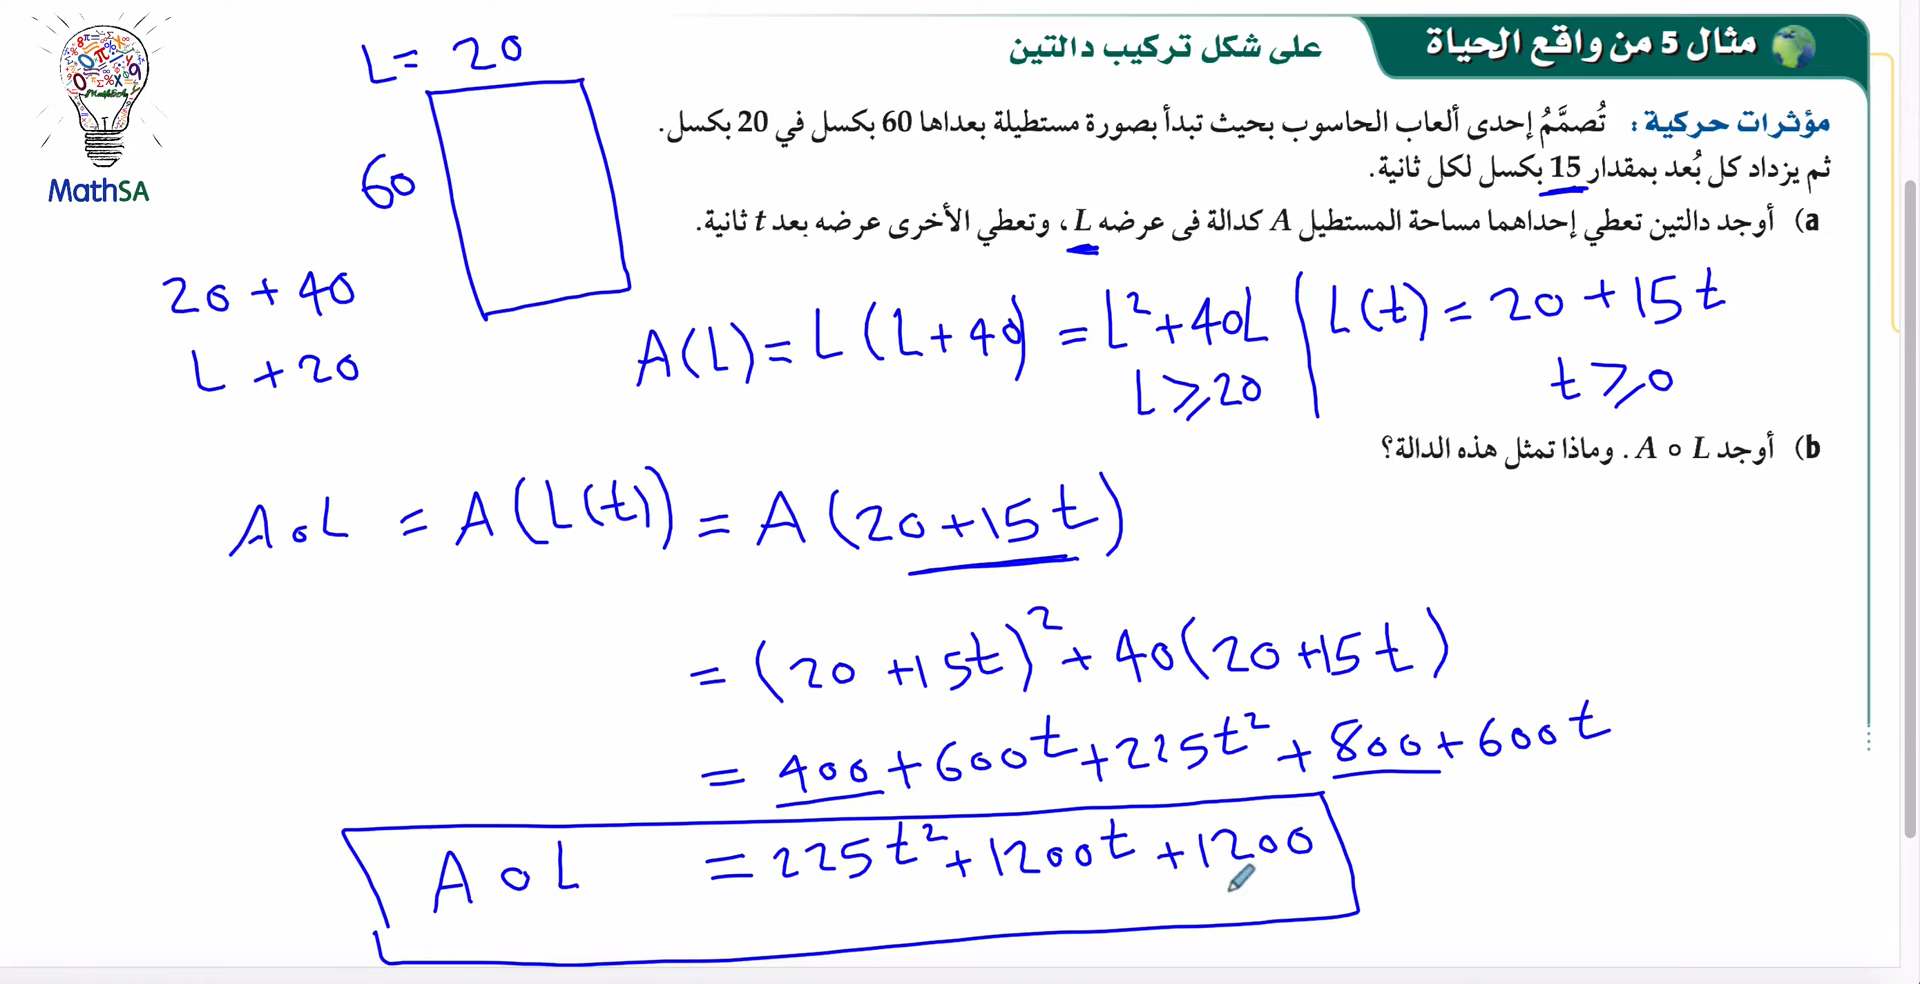 مثال 5 من واقع الحياة
على شكل تركيب دالتين
MathSA
L = 20
60
مؤثرات حركية : تُصمَّمُ إحدى ألعاب الحاسوب بحيث تبدأ بصورة مستطيلة بعداها 60 بكسل في 20 بكسل.
ثم يزداد كل بُعد بمقدار 15 بكسل لكل ثانية.
a) أوجد دالتين تعطي إحداهما مساحة المستطيل A كدالة فى عرضه L ، وتعطي الأخرى عرضه بعد t ثانية.
20 + 40
L + 20
A(L) = L (L + 40) = L² + 40L
L ≥ 20
L(t) = 20 + 15t
t ≥ 0
b) أوجد A ∘ L . وماذا تمثل هذه الدالة؟
A∘L = A(L(t)) = A(20 + 15t)
= (20 + 15t)² + 40(20 + 15t)
= 400 + 600t + 225t² + 800 + 600t
A∘L = 225t² + 1200t + 1200